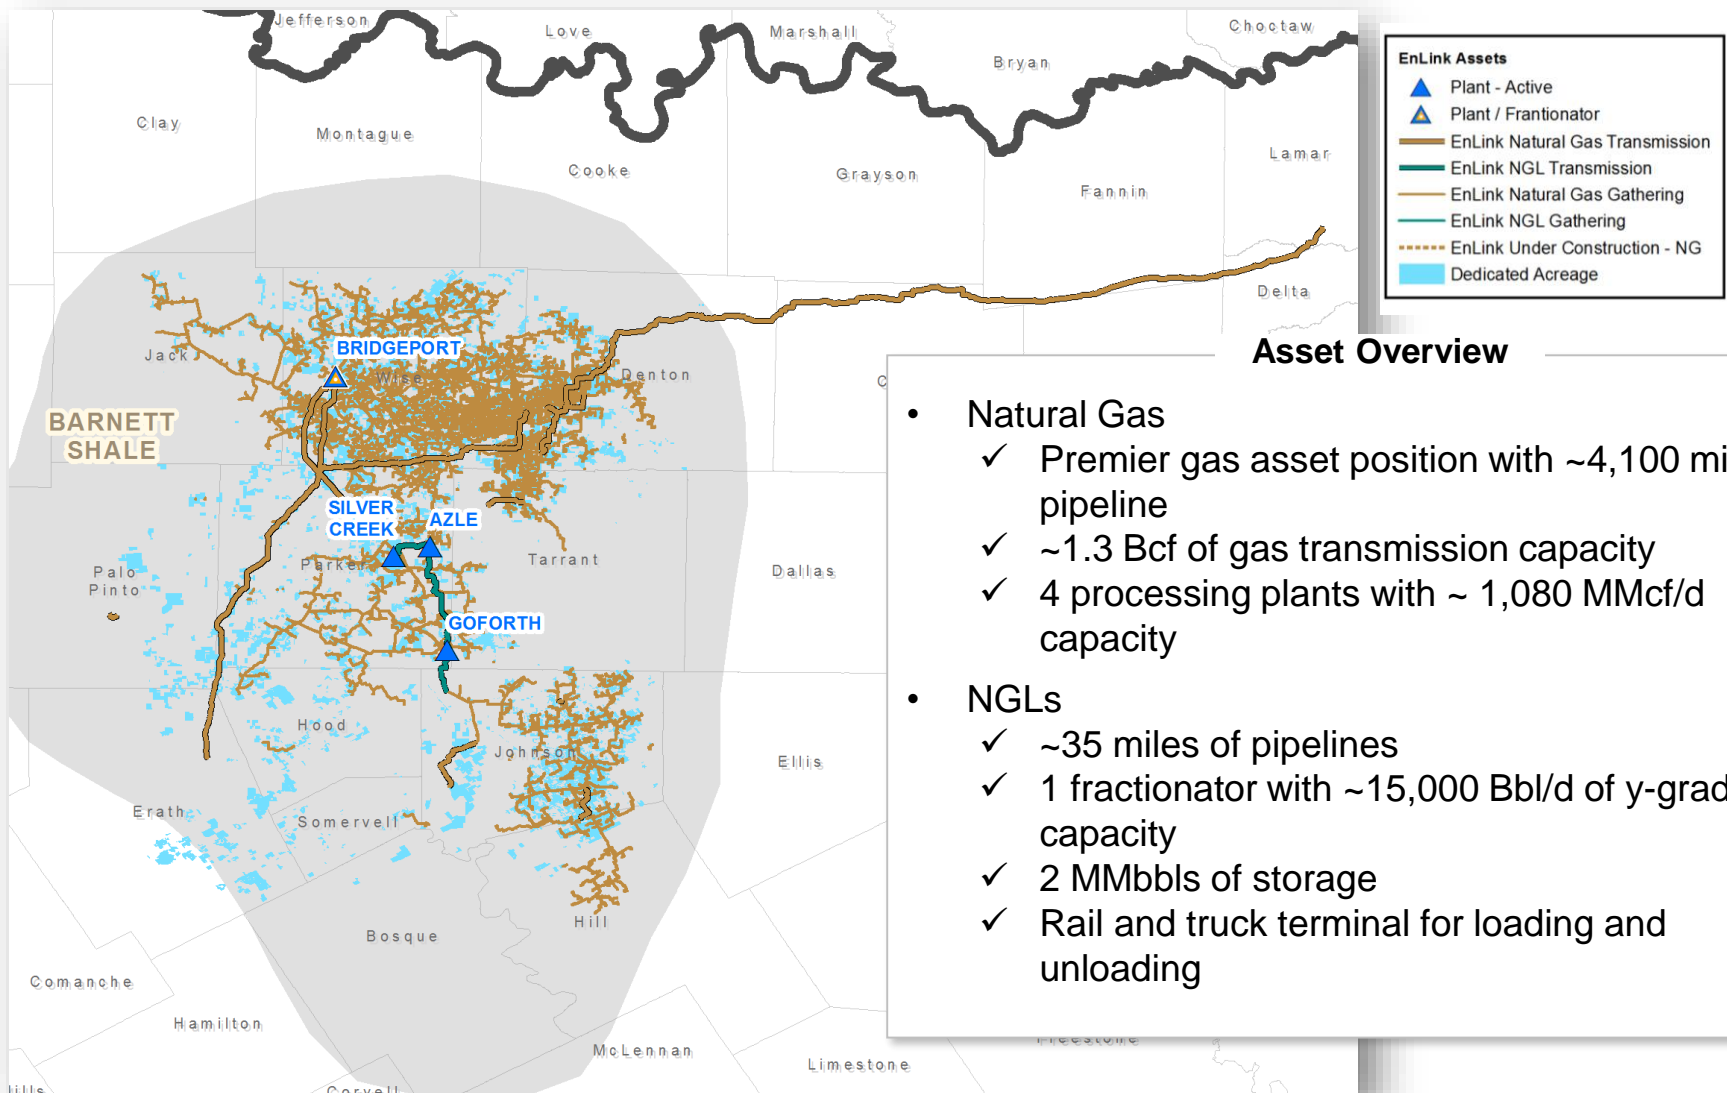 Jefferson
Love
Marshall
Choctaw
Bryan
Clay
Montague
Cooke
Grayson
Fannin
Lamar
Delta
Jack
BRIDGEPORT
Wise
Denton
BARNETT
SHALE
SILVER
CREEK
AZLE
Parker
Tarrant
Dallas
Palo
Pinto
GOFORTH
Hood
Johnson
Ellis
Erath
Somervell
Hill
Bosque
Comanche
Hamilton
McLennan
Limestone
Freestone
Coryell
EnLink Assets
Plant - Active
Plant / Frantionator
EnLink Natural Gas Transmission
EnLink NGL Transmission
EnLink Natural Gas Gathering
EnLink NGL Gathering
EnLink Under Construction - NG
Dedicated Acreage
Asset Overview
• Natural Gas
✓ Premier gas asset position with ~4,100 mi
pipeline
✓ ~1.3 Bcf of gas transmission capacity
✓ 4 processing plants with ~ 1,080 MMcf/d
capacity
• NGLs
✓ ~35 miles of pipelines
✓ 1 fractionator with ~15,000 Bbl/d of y-grad
capacity
✓ 2 MMbbls of storage
✓ Rail and truck terminal for loading and
unloading